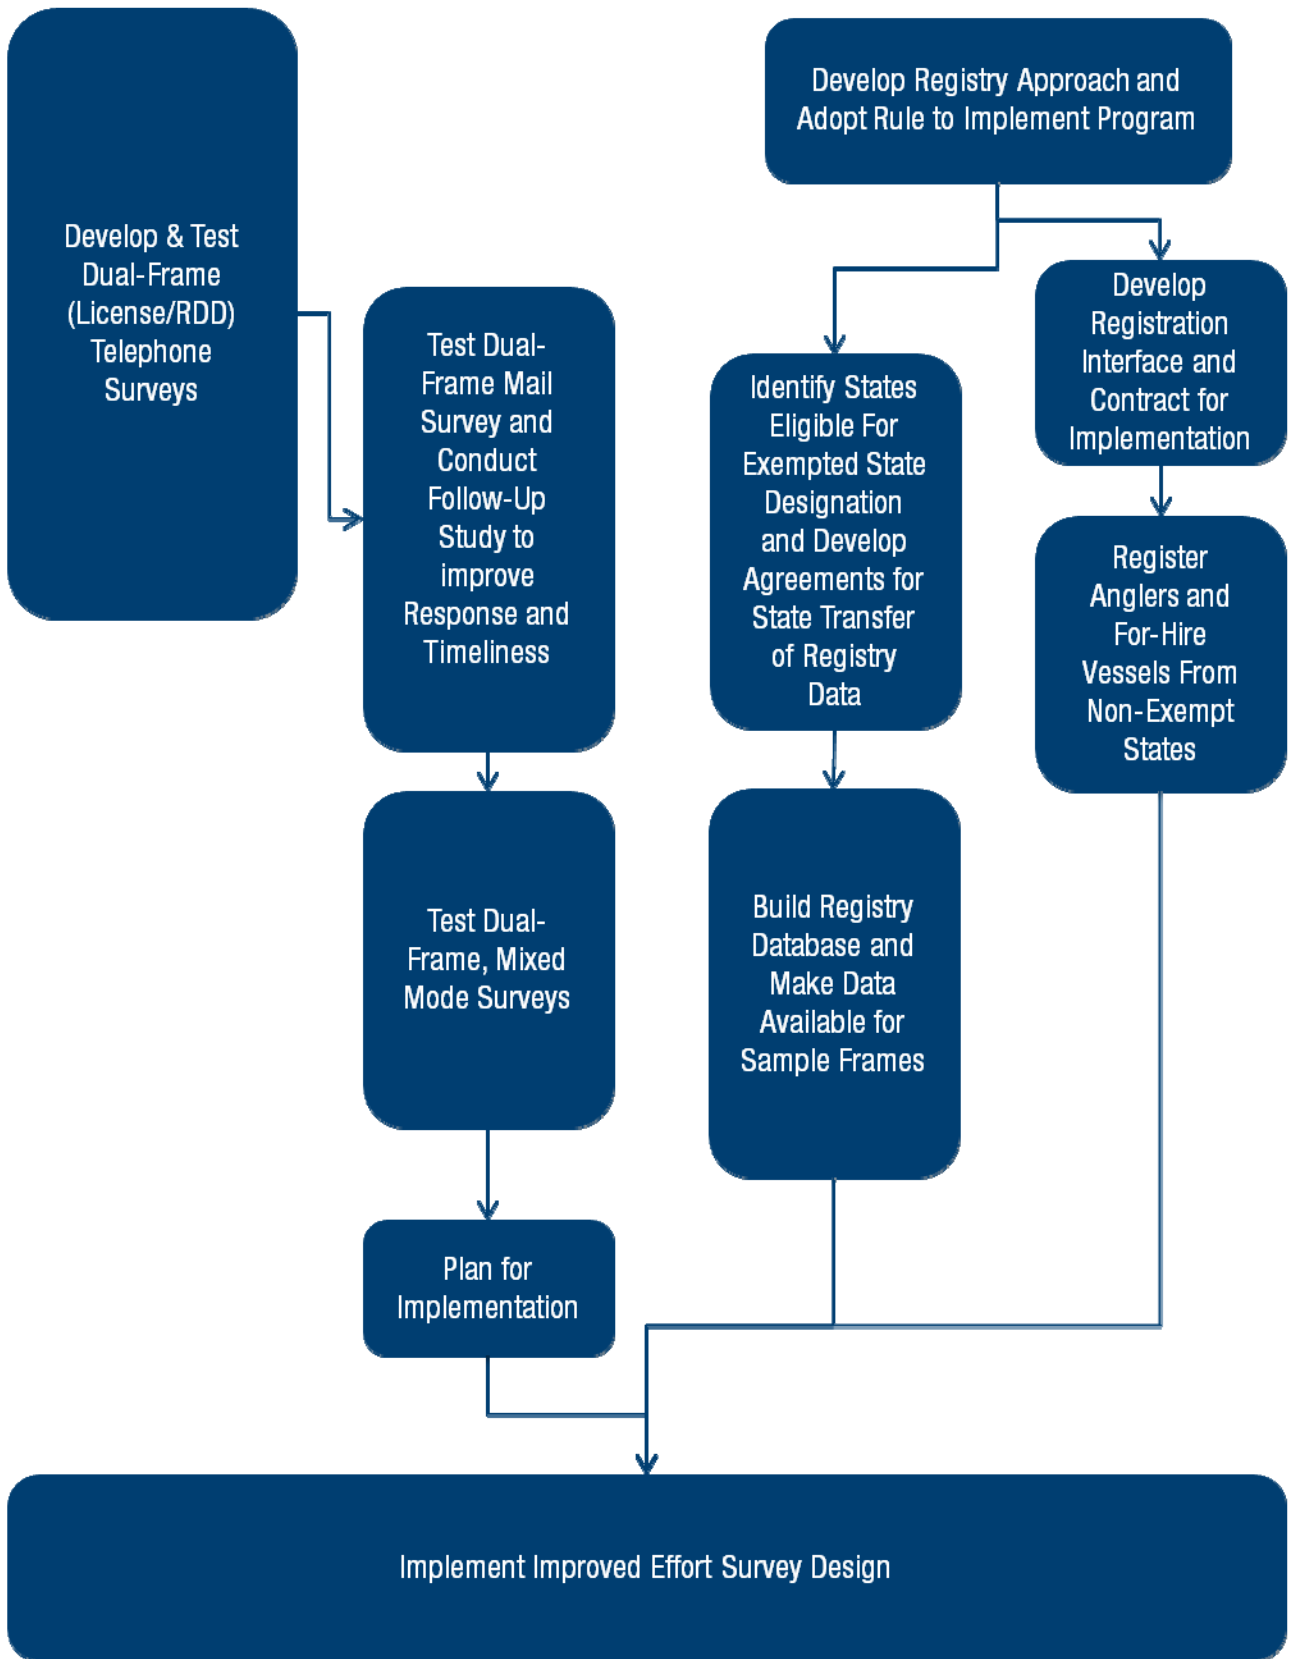 Develop & Test
Dual-Frame
(License/RDD)
Telephone
Surveys
Test Dual-
Frame Mail
Survey and
Conduct
Follow-Up
Study to
improve
Response and
Timeliness
Test Dual-
Frame, Mixed
Mode Surveys
Plan for
Implementation
Develop Registry Approach and
Adopt Rule to Implement Program
Identify States
Eligible For
Exempted State
Designation
and Develop
Agreements for
State Transfer
of Registry
Data
Build Registry
Database and
Make Data
Available for
Sample Frames
Develop
Registration
Interface and
Contract for
Implementation
Register
Anglers and
For-Hire
Vessels From
Non-Exempt
States
Implement Improved Effort Survey Design